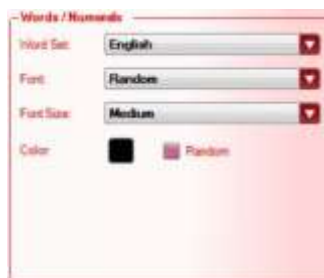 Words / Numerals
Word Set: English
Font: Random
Font Size: Medium
Color: Random